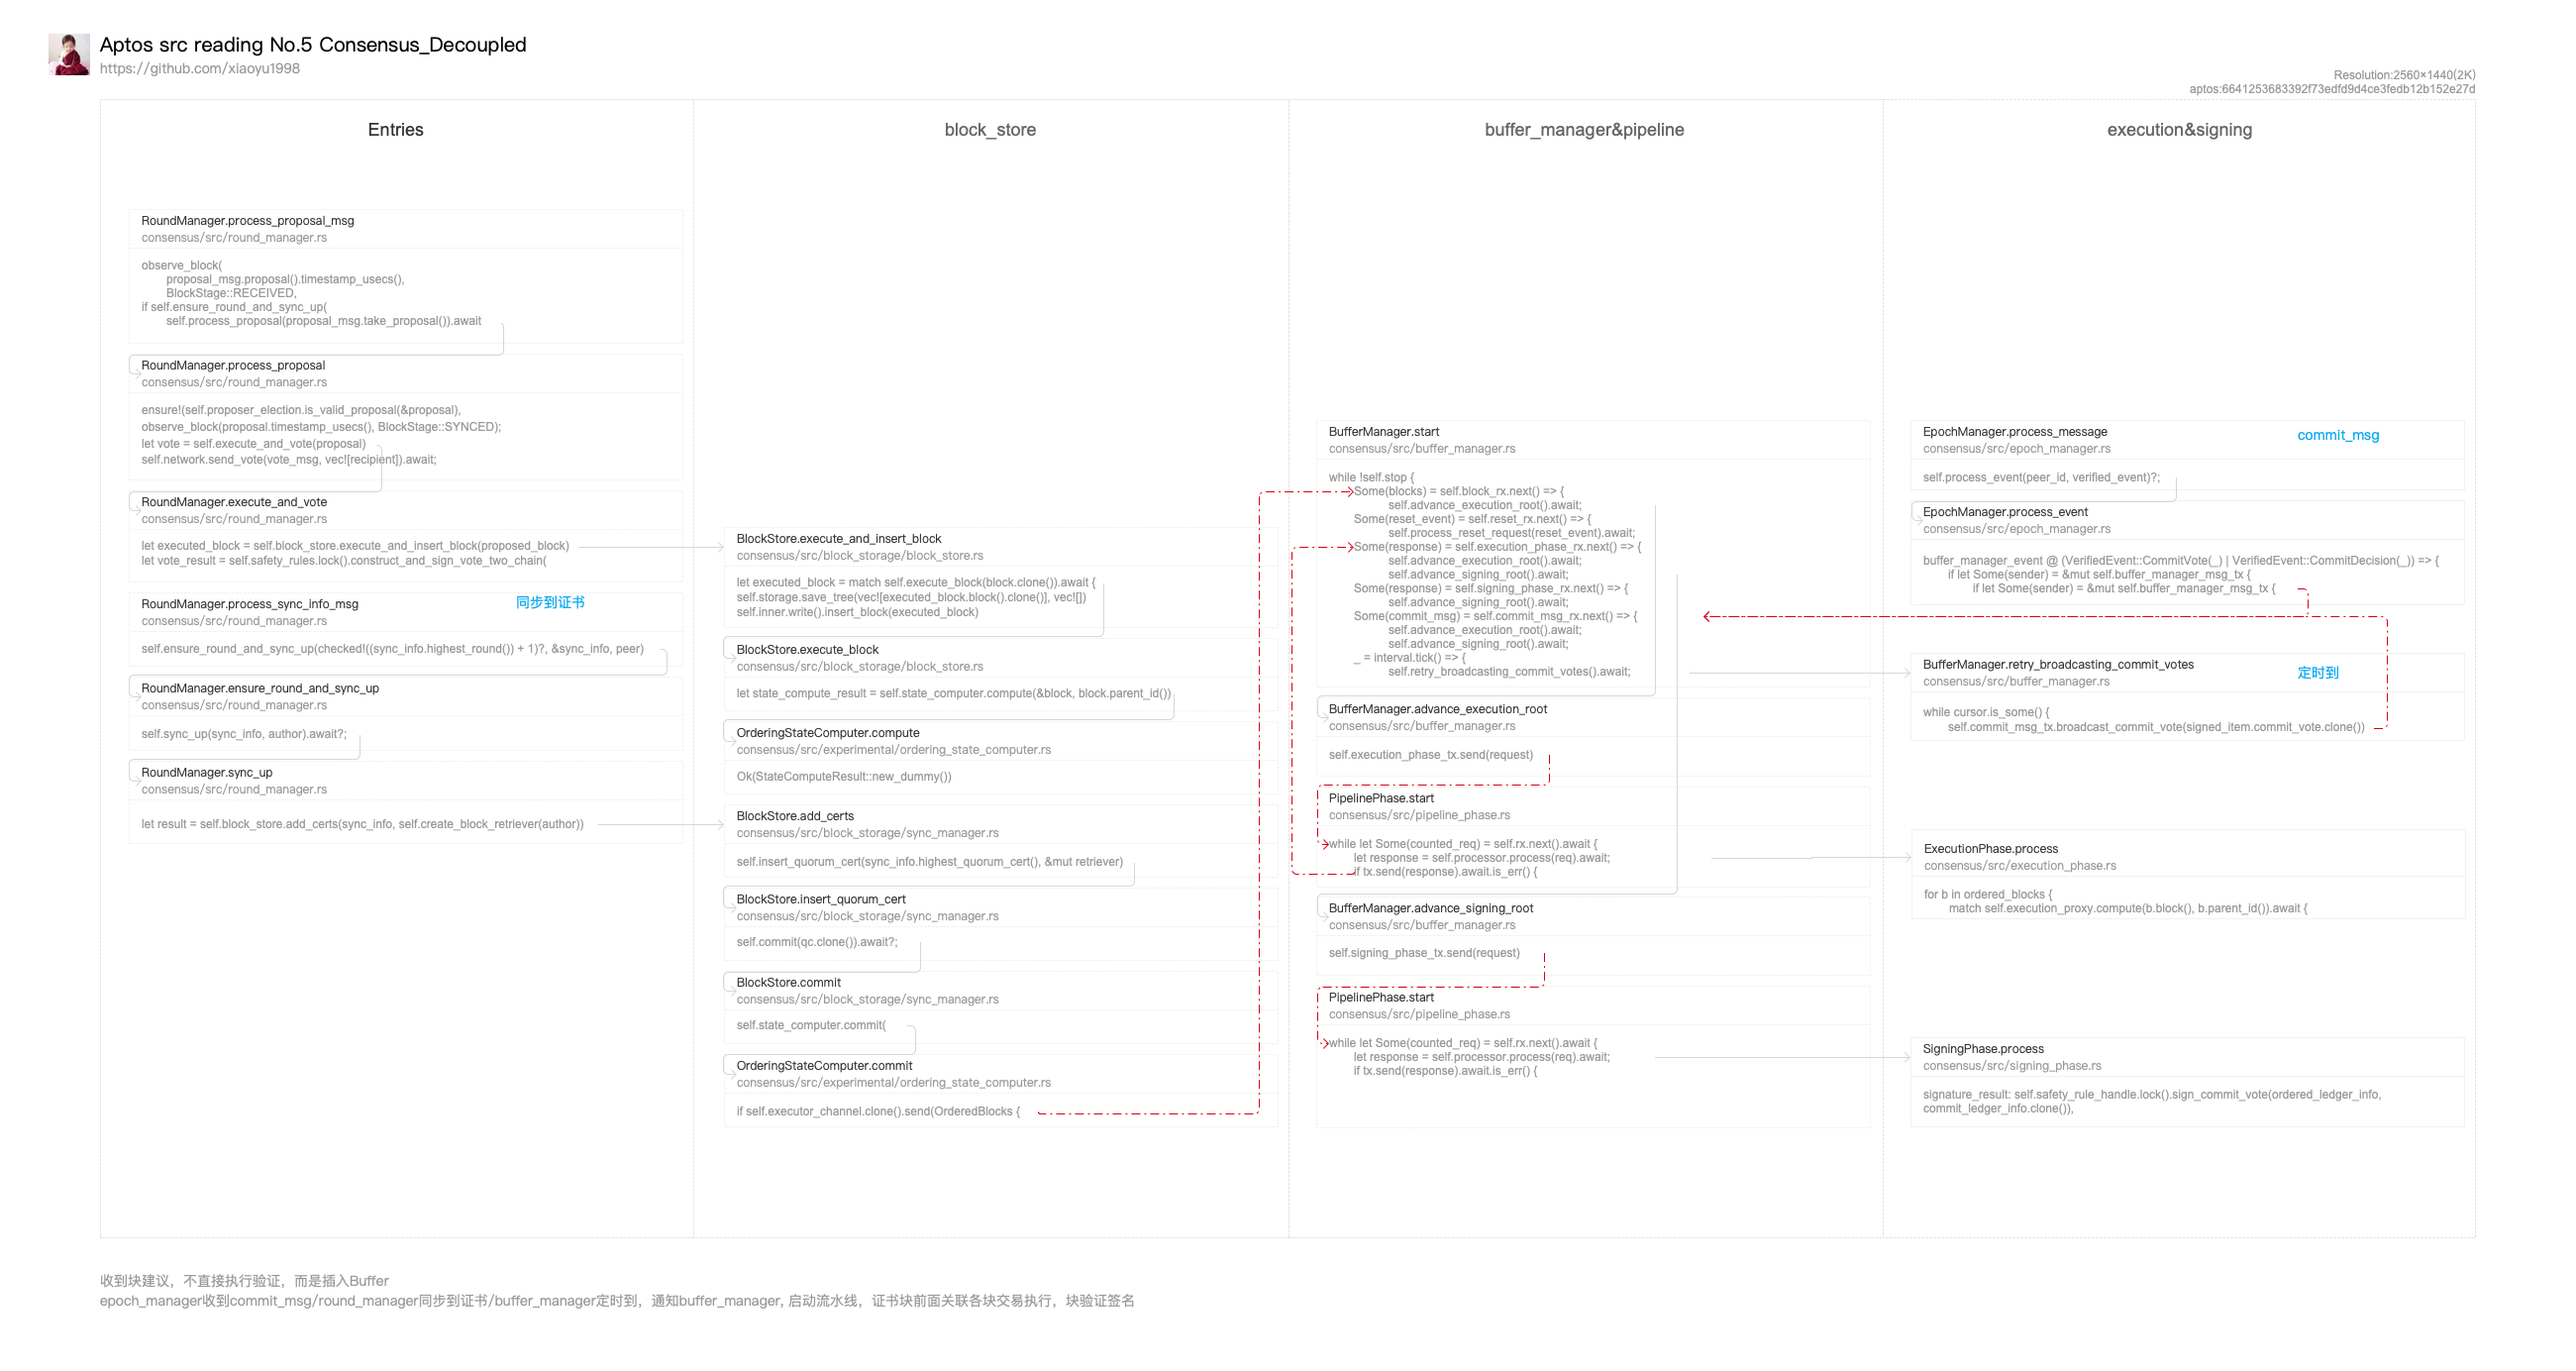 Aptos src reading No.5 Consensus_Decoupled
https://github.com/xiaoyu1998
Resolution:2560×1440(2K)
aptos:6641253683392f73edfd9d4ce3fedb12b152e27d
Entries
RoundManager.process_proposal_msg
consensus/src/round_manager.rs
observe_block(
proposal_msg.proposal().timestamp_usecs(),
BlockStage::RECEIVED,
if self.ensure_round_and_sync_up(
self.process_proposal(proposal_msg.take_proposal()).await
RoundManager.process_proposal
consensus/src/round_manager.rs
ensure!(self.proposer_election.is_valid_proposal(&proposal),
observe_block(proposal.timestamp_usecs(), BlockStage::SYNCED);
let vote = self.execute_and_vote(proposal)
self.network.send_vote(vote_msg, vec![recipient]).await;
RoundManager.execute_and_vote
consensus/src/round_manager.rs
let executed_block = self.block_store.execute_and_insert_block(proposed_block)
let vote_result = self.safety_rules.lock().construct_and_sign_vote_two_chain(
RoundManager.process_sync_info_msg
同步到证书
consensus/src/round_manager.rs
self.ensure_round_and_sync_up(checked!((sync_info.highest_round()) + 1)?, &sync_info, peer)
RoundManager.ensure_round_and_sync_up
consensus/src/round_manager.rs
self.sync_up(sync_info, author).await?;
RoundManager.sync_up
consensus/src/round_manager.rs
let result = self.block_store.add_certs(sync_info, self.create_block_retriever(author))
block_store
BlockStore.execute_and_insert_block
consensus/src/block_storage/block_store.rs
let executed_block = match self.execute_block(block.clone()).await {
self.storage.save_tree(vec![executed_block.block().clone()], vec![])
self.inner.write().insert_block(executed_block)
BlockStore.execute_block
consensus/src/block_storage/block_store.rs
let state_compute_result = self.state_computer.compute(&block, block.parent_id())
OrderingStateComputer.compute
consensus/src/experimental/ordering_state_computer.rs
Ok(StateComputeResult::new_dummy())
BlockStore.add_certs
consensus/src/block_storage/sync_manager.rs
self.insert_quorum_cert(sync_info.highest_quorum_cert(), &mut retriever)
BlockStore.insert_quorum_cert
consensus/src/block_storage/sync_manager.rs
self.commit(qc.clone()).await?;
BlockStore.commit
consensus/src/block_storage/sync_manager.rs
self.state_computer.commit(
OrderingStateComputer.commit
consensus/src/experimental/ordering_state_computer.rs
if self.executor_channel.clone().send(OrderedBlocks {
buffer_manager&pipeline
BufferManager.start
consensus/src/buffer_manager.rs
while !self.stop {
Some(blocks) = self.block_rx.next() => {
self.advance_execution_root().await;
Some(reset_event) = self.reset_rx.next() => {
self.process_reset_request(reset_event).await;
Some(response) = self.execution_phase_rx.next() => {
self.advance_execution_root().await;
self.advance_signing_root().await;
Some(response) = self.signing_phase_rx.next() => {
self.advance_signing_root().await;
Some(commit_msg) = self.commit_msg_rx.next() => {
self.advance_execution_root().await;
self.advance_signing_root().await;
_ = interval.tick() => {
self.retry_broadcasting_commit_votes().await;
BufferManager.advance_execution_root
consensus/src/buffer_manager.rs
self.execution_phase_tx.send(request)
PipelinePhase.start
consensus/src/pipeline_phase.rs
while let Some(counted_req) = self.rx.next().await {
let response = self.processor.process(req).await;
if tx.send(response).await.is_err() {
BufferManager.advance_signing_root
consensus/src/buffer_manager.rs
self.signing_phase_tx.send(request)
PipelinePhase.start
consensus/src/pipeline_phase.rs
while let Some(counted_req) = self.rx.next().await {
let response = self.processor.process(req).await;
if tx.send(response).await.is_err() {
execution&signing
EpochManager.process_message
commit_msg
consensus/src/epoch_manager.rs
self.process_event(peer_id, verified_event)?;
EpochManager.process_event
consensus/src/epoch_manager.rs
buffer_manager_event @ (VerifiedEvent::CommitVote(_) | VerifiedEvent::CommitDecision(_)) => {
if let Some(sender) = &mut self.buffer_manager_msg_tx {
if let Some(sender) = &mut self.buffer_manager_msg_tx {
BufferManager.retry_broadcasting_commit_votes
定时到
consensus/src/buffer_manager.rs
while cursor.is_some() {
self.commit_msg_tx.broadcast_commit_vote(signed_item.commit_vote.clone())
ExecutionPhase.process
consensus/src/execution_phase.rs
for b in ordered_blocks {
match self.execution_proxy.compute(b.block(), b.parent_id()).await {
SigningPhase.process
consensus/src/signing_phase.rs
signature_result: self.safety_rule_handle.lock().sign_commit_vote(ordered_ledger_info,
commit_ledger_info.clone()),
收到块建议，不直接执行验证，而是插入Buffer
epoch_manager收到commit_msg/round_manager同步到证书/buffer_manager定时到，通知buffer_manager, 启动流水线，证书块前面关联各块交易执行，块验证签名